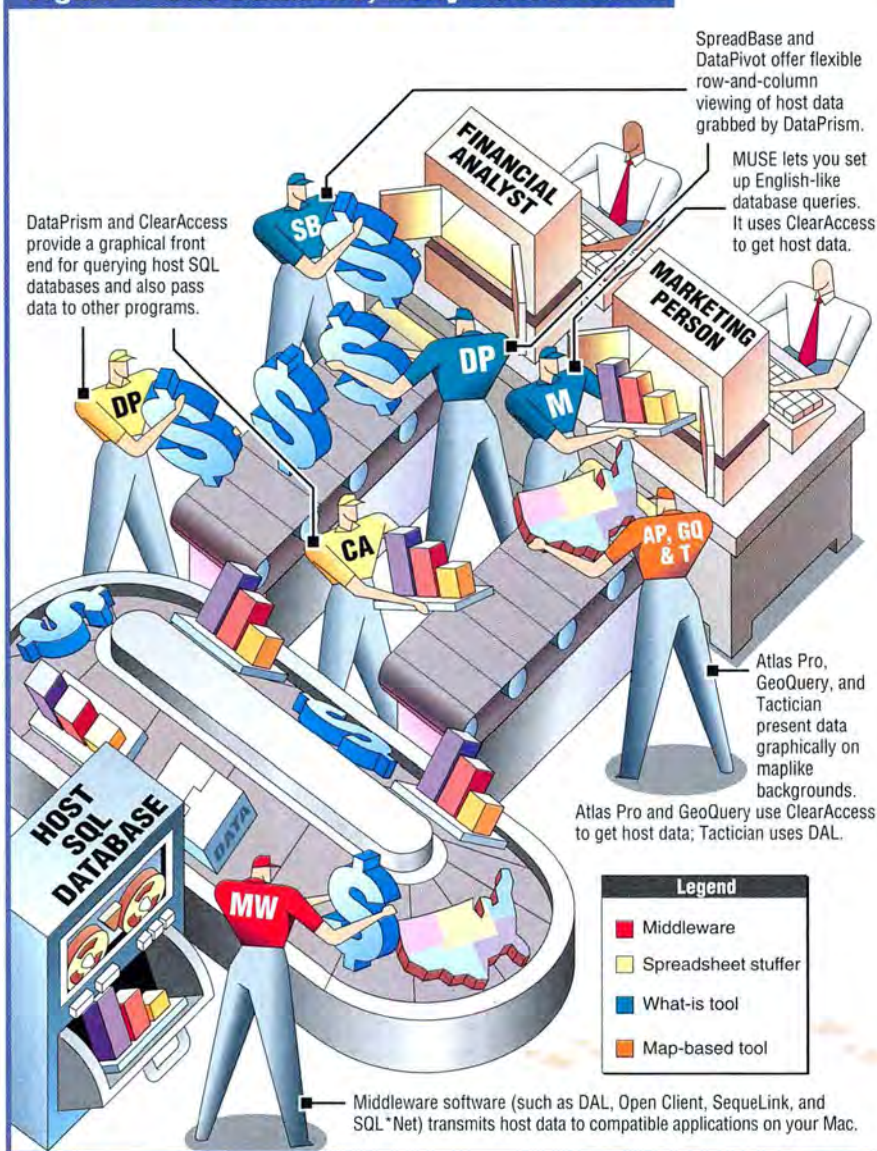 SpreadBase and
DataPivot offer flexible
row-and-column
viewing of host data
grabbed by DataPrism.
MUSE lets you set
up English-like
database queries.
It uses ClearAccess
to get host data.
DataPrism and ClearAccess
provide a graphical front
end for querying host SQL
databases and also pass
data to other programs.
FINANCIAL
ANALYST
MARKETING
PERSON
SB
DP
M
DP
CA
AP, GQ
& T
Atlas Pro,
GeoQuery, and
Tactician
present data
graphically on
maplike
backgrounds.
Atlas Pro and GeoQuery use ClearAccess
to get host data; Tactician uses DAL.
HOST
SQL
DATABASE
DATA
MW
Legend
Middleware
Spreadsheet stuffer
What-is tool
Map-based tool
Middleware software (such as DAL, Open Client, SequeLink, and
SQL*Net) transmits host data to compatible applications on your Mac.